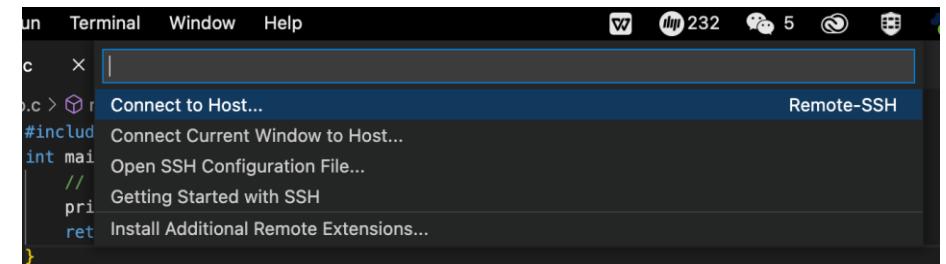 un Terminal Window Help 232 5
c
Connect to Host... Remote-SSH
.c >
#includ
Connect Current Window to Host...
int mai
Open SSH Configuration File...
//
Getting Started with SSH
pri
ret
Install Additional Remote Extensions...
}